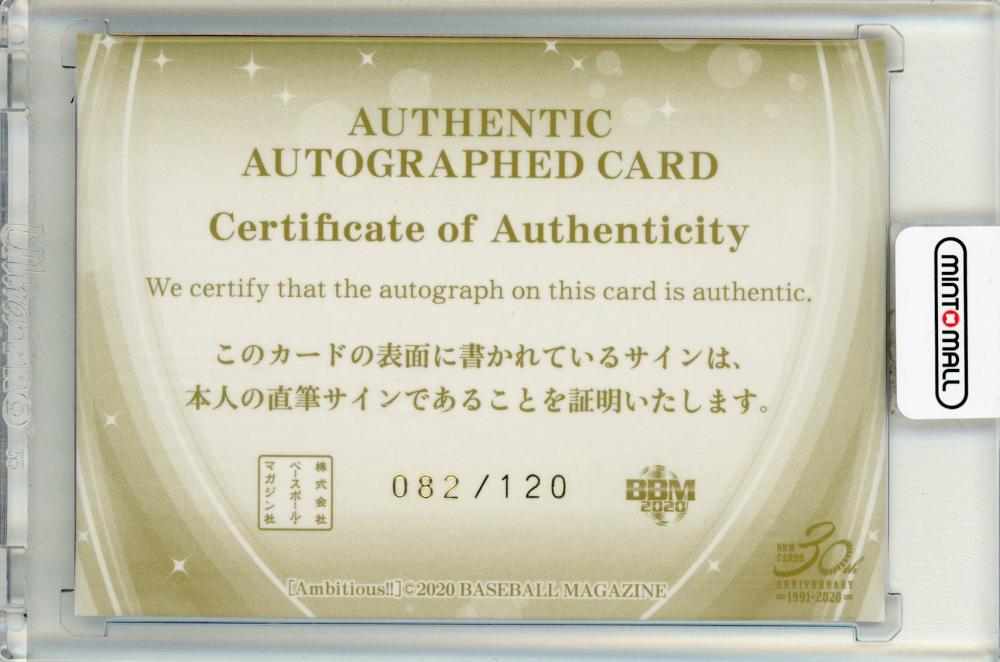 AUTHENTIC
AUTOGRAPHED CARD
Certificate of Authenticity
We certify that the autograph on this card is authentic.
このカードの表面に書かれているサインは、
本人の直筆サインであることを証明いたします。
株式会社
ベースボール・
マガジン社
082/120
BBM
2020
BBM
CARDS
30th
ANNIVERSARY
1991-2020
[Ambitious!!]©2020 BASEBALL MAGAZINE
MINT MALL
Ultra PRO